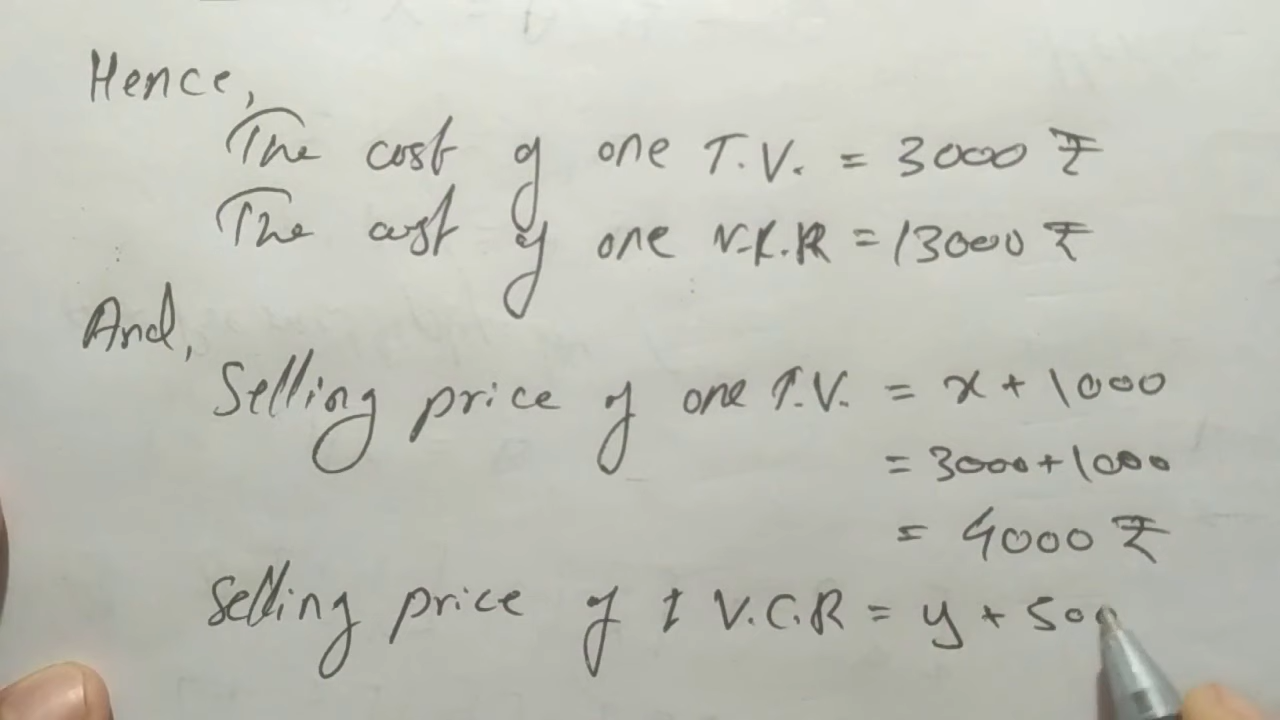 Hence,
The cost of one T.V. = 3000 ₹
The cost of one V.C.R = 13000 ₹
And,
Selling price of one T.V. = x + 1000
= 3000 + 1000
= 4000 ₹
Selling price of 1 V.C.R = y + 500